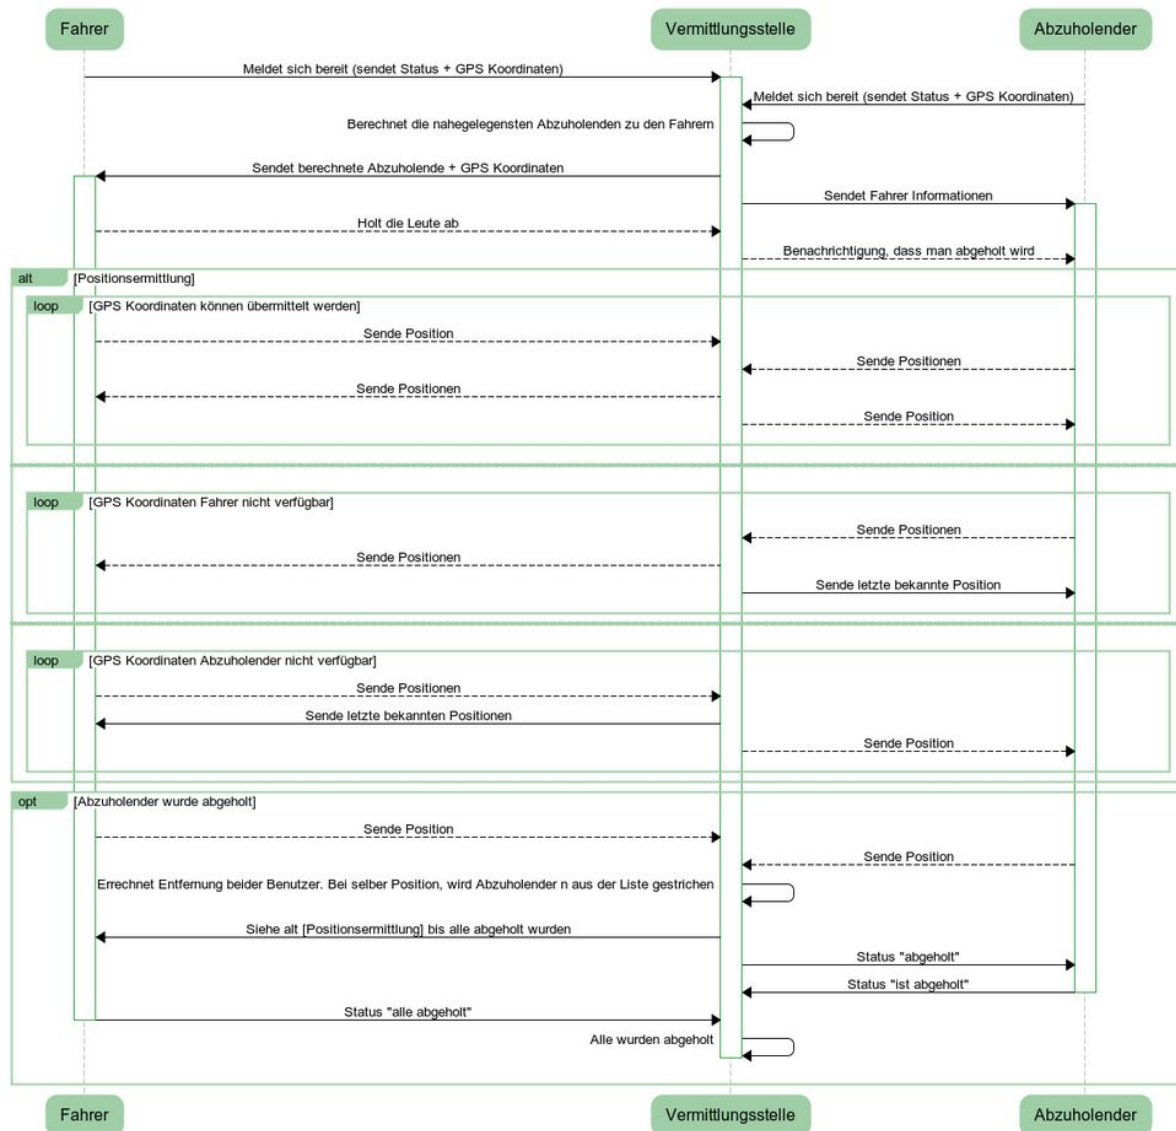 Fahrer
Vermittlungsstelle
Abzuholender
Meldet sich bereit (sendet Status + GPS Koordinaten)
Meldet sich bereit (sendet Status + GPS Koordinaten)
Berechnet die nahegelegensten Abzuholenden zu den Fahrern
Sendet berechnete Abzuholende + GPS Koordinaten
Sendet Fahrer Informationen
Holt die Leute ab
Benachrichtigung, dass man abgeholt wird
alt
[Positionsermittlung]
loop
[GPS Koordinaten können übermittelt werden]
Sende Position
Sende Positionen
Sende Positionen
Sende Position
loop
[GPS Koordinaten Fahrer nicht verfügbar]
Sende Positionen
Sende Positionen
Sende letzte bekannte Position
loop
[GPS Koordinaten Abzuholender nicht verfügbar]
Sende Positionen
Sende letzte bekannten Positionen
Sende Position
opt
[Abzuholender wurde abgeholt]
Sende Position
Sende Position
Errechnet Entfernung beider Benutzer. Bei selber Position, wird Abzuholender n aus der Liste gestrichen
Siehe alt [Positionsermittlung] bis alle abgeholt wurden
Status "abgeholt"
Status "ist abgeholt"
Status "alle abgeholt"
Alle wurden abgeholt
Fahrer
Vermittlungsstelle
Abzuholender